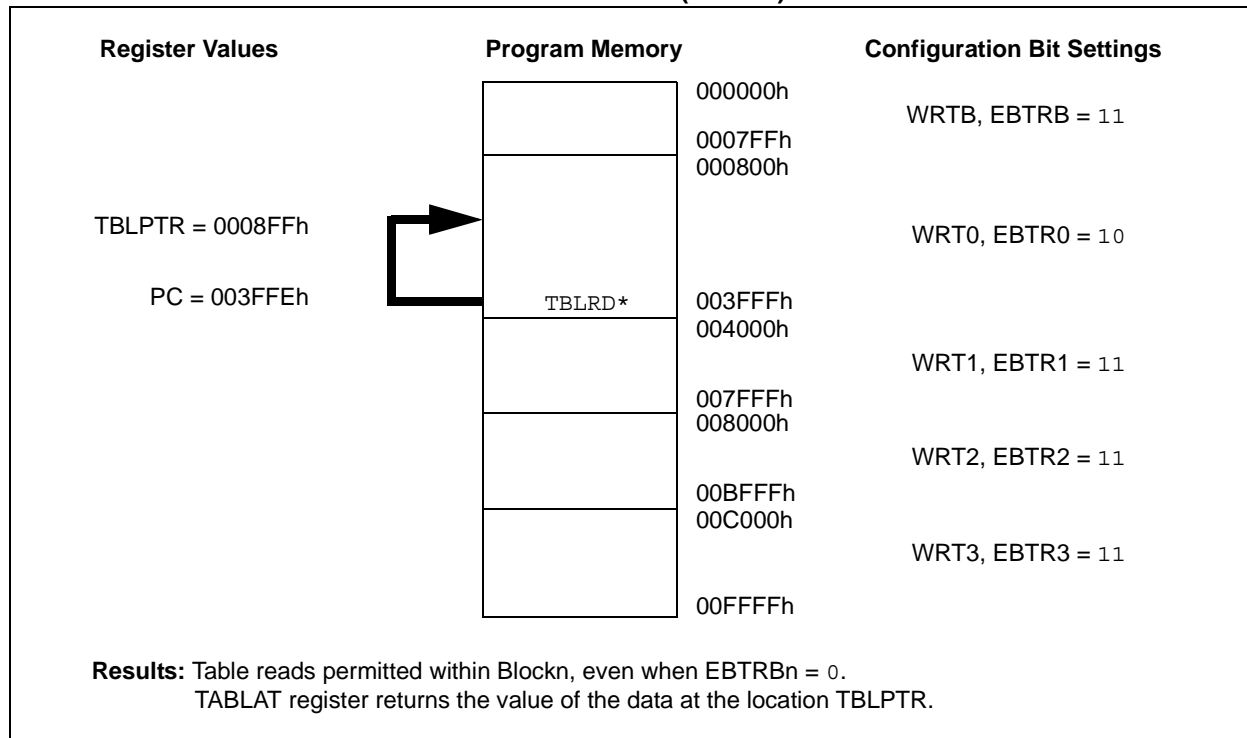 Register Values Program Memory Configuration Bit Settings
000000h
WRTB, EBTRB = 11
0007FFh
000800h
TBLPTR = 0008FFh
WRT0, EBTR0 = 10
PC = 003FFEh
TBLRD*
003FFFh
004000h
WRT1, EBTR1 = 11
007FFFh
008000h
WRT2, EBTR2 = 11
00BFFFh
00C000h
WRT3, EBTR3 = 11
00FFFFh
Results: Table reads permitted within Blockn, even when EBTRBn = 0.
TABLAT register returns the value of the data at the location TBLPTR.